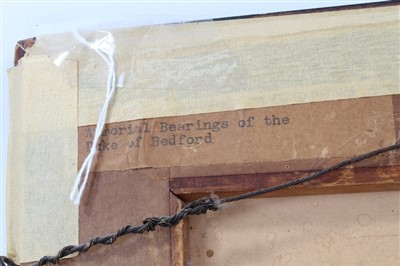 Armorial Bearings of the
Duke of Bedford